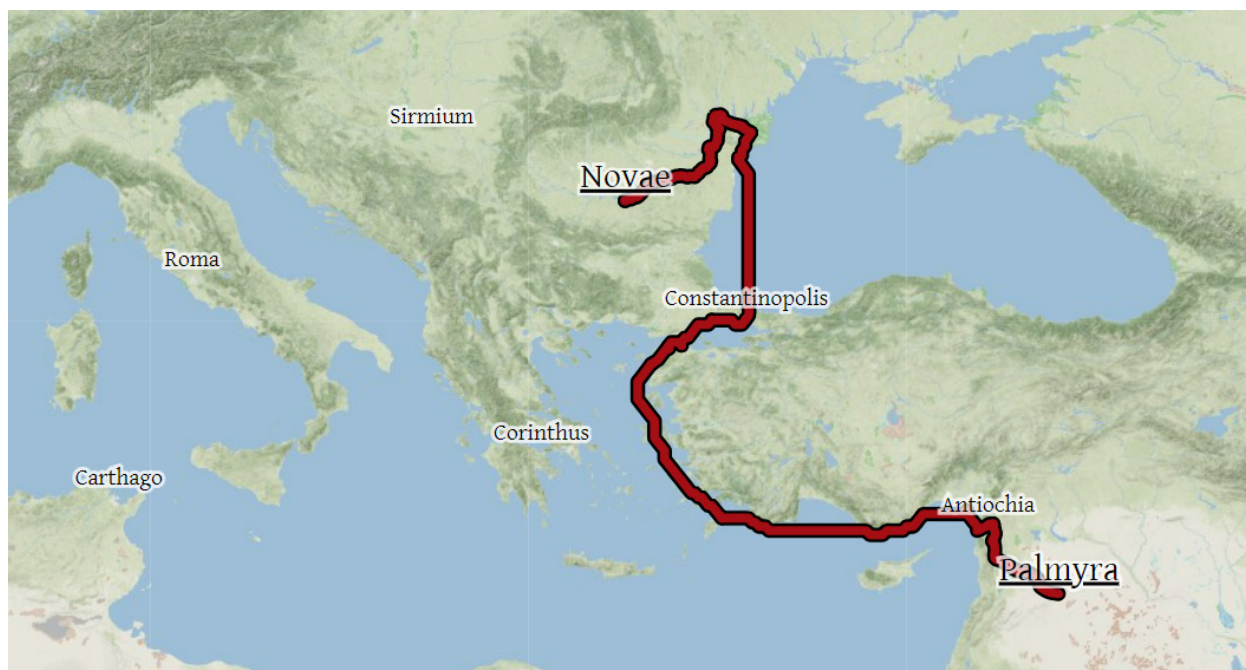 Sirmium
Novae
Roma
Constantinopolis
Corinthus
Carthago
Antiochia
Palmyra